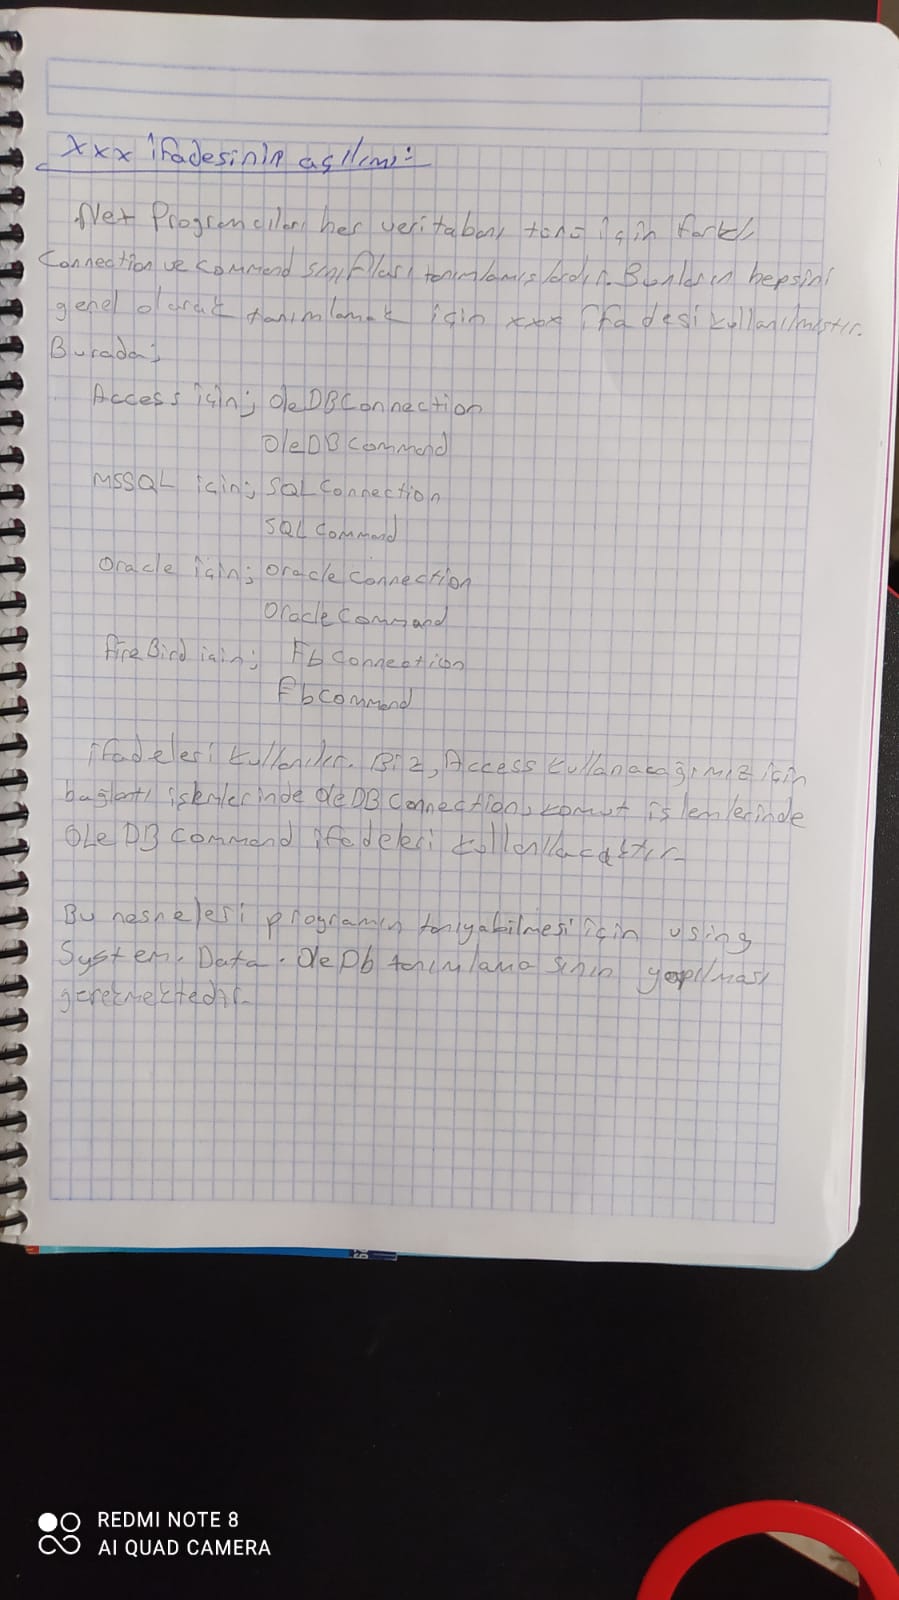 xxx ifadesinin açılımı:
.Net Programcıları her veritabanı türü için farklı
Connection ve Command sınıfları tanımlamışlardır. Bunların hepsini
genel olarak tanımlamak için xxx ifadesi kullanılmıştır.
Burada;
Access için; OleDBConnection
OleDBCommand
MSSQL için; SQLConnection
SQLCommand
Oracle için; OracleConnection
OracleCommand
FireBird için; FbConnection
FbCommand
ifadeleri kullanılır. Biz, Access kullanacağımız için
bağlantı işlemlerinde OleDBConnection, komut işlemlerinde
OLeDBCommand ifadeleri kullanılacaktır.
Bu nesneleri programın tanıyabilmesi için using
System.Data.OleDb tanımlamasının yapılması
gerekmektedir.
REDMI NOTE 8
AI QUAD CAMERA